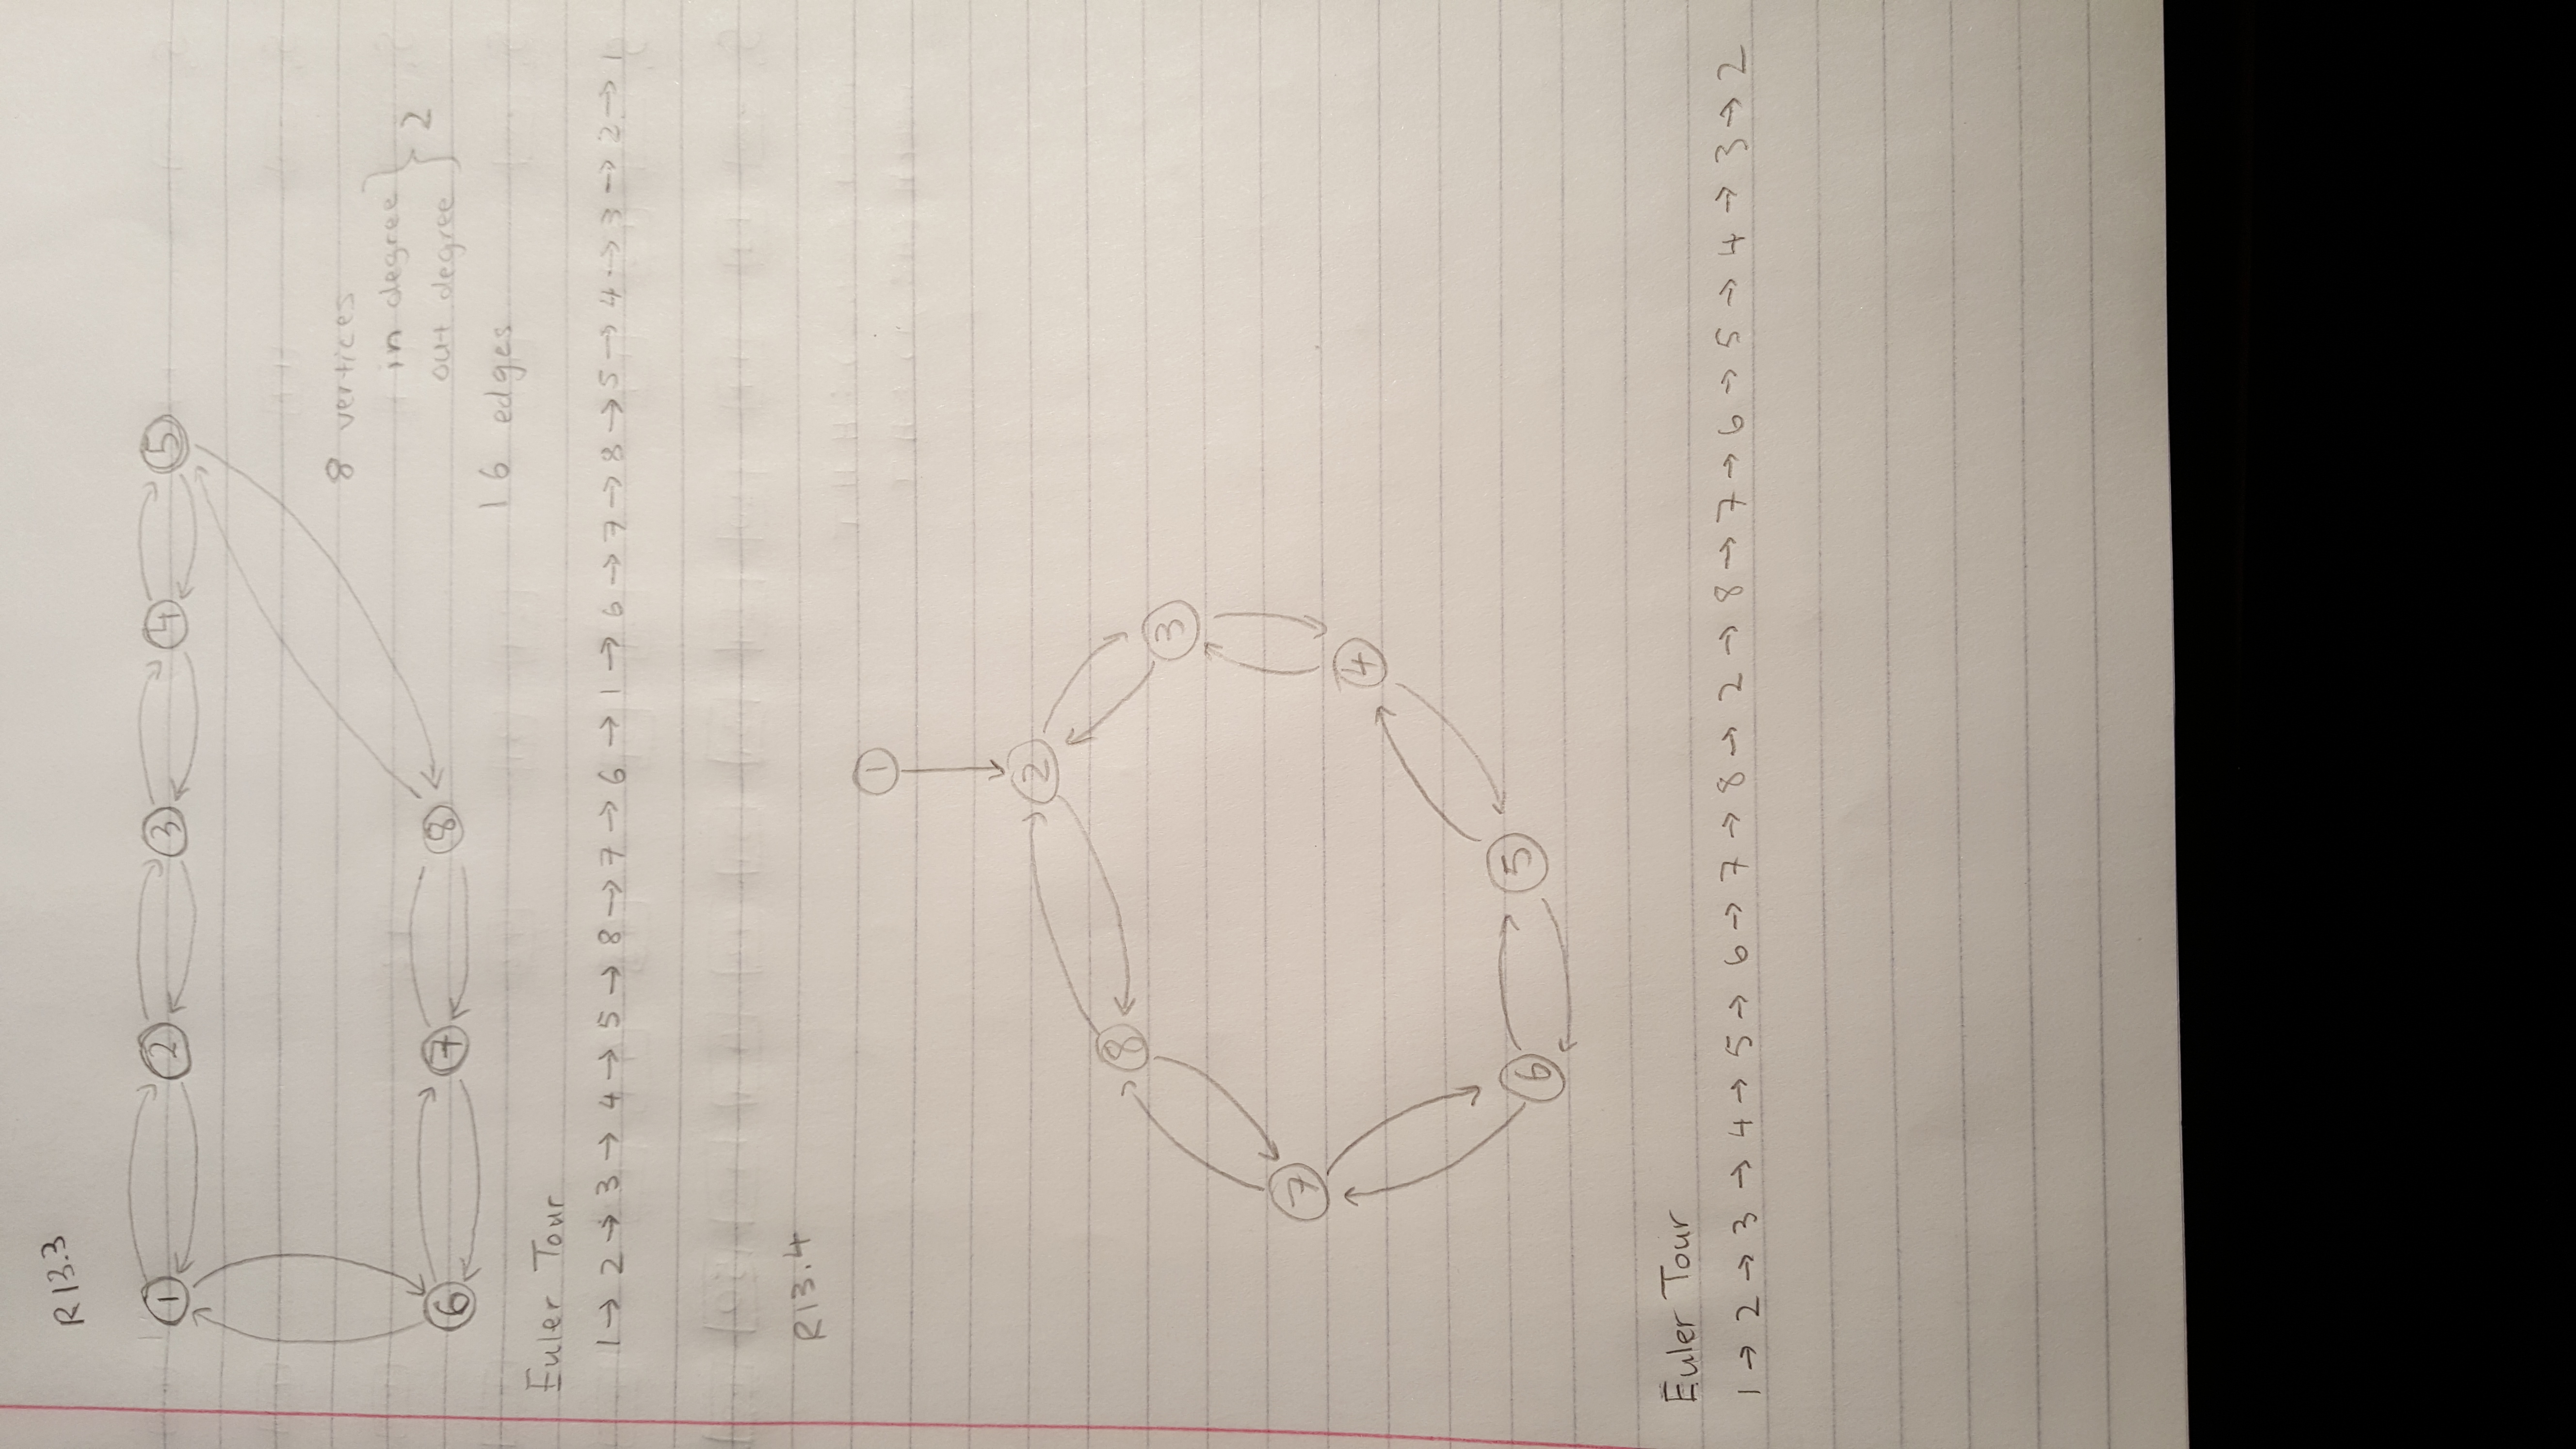 R13.3
1 2 3 4 5
6 7 8
8 vertices
in degree
out degree } 2
16 edges
Euler Tour
1 → 2 → 3 → 4 → 5 → 8 → 7 → 6 → 1 → 6 → 7 → 8 → 5 → 4 → 3 → 2 → 1
R13.4
1
2
8
3
7
4
6 5
Euler Tour
1 → 2 → 3 → 4 → 5 → 6 → 7 → 8 → 2 → 8 → 7 → 6 → 5 → 4 → 3 → 2